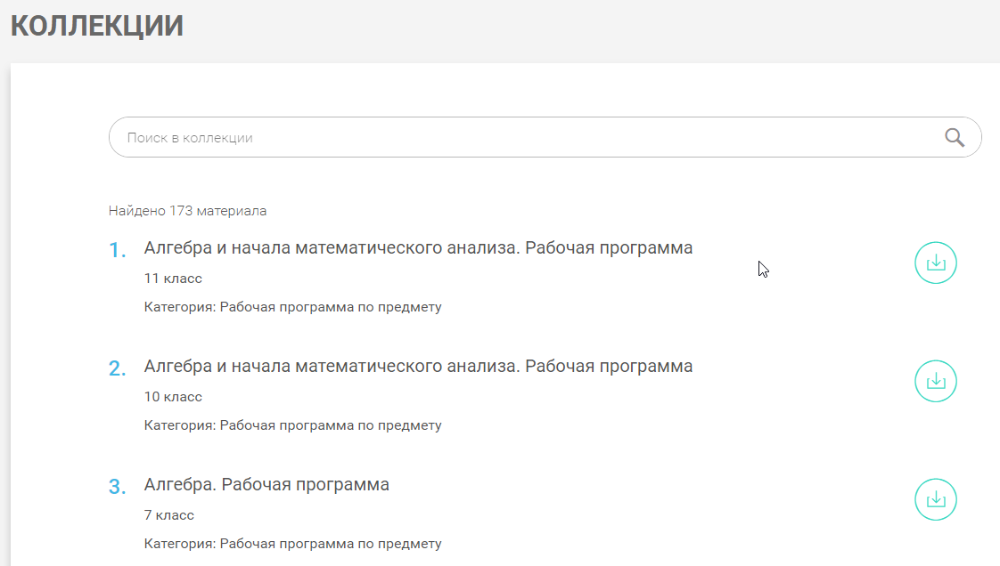 КОЛЛЕКЦИИ
Поиск в коллекции
Найдено 173 материала
1. Алгебра и начала математического анализа. Рабочая программа
11 класс
Категория: Рабочая программа по предмету
2. Алгебра и начала математического анализа. Рабочая программа
10 класс
Категория: Рабочая программа по предмету
3. Алгебра. Рабочая программа
7 класс
Категория: Рабочая программа по предмету